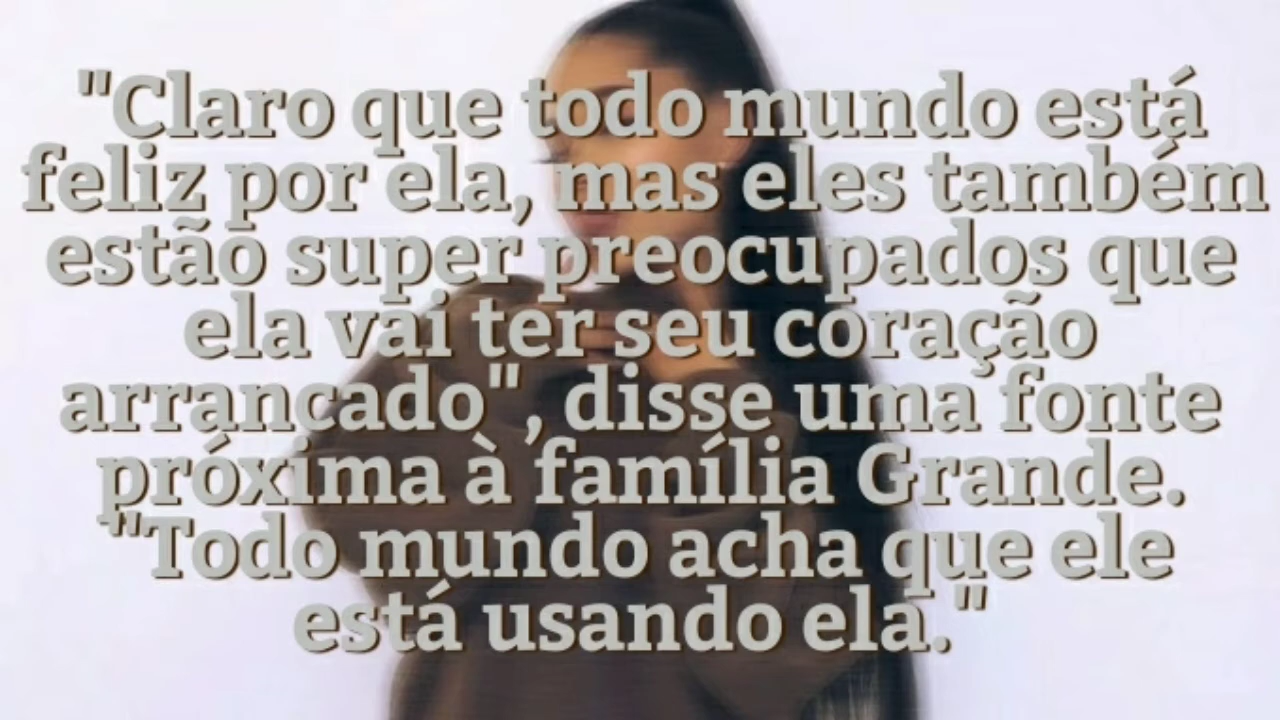 "Claro que todo mundo está
feliz por ela, mas eles também
estão super preocupados que
ela vai ter seu coração
arrancado", disse uma fonte
próxima à família Grande.
"Todo mundo acha que ele
está usando ela."